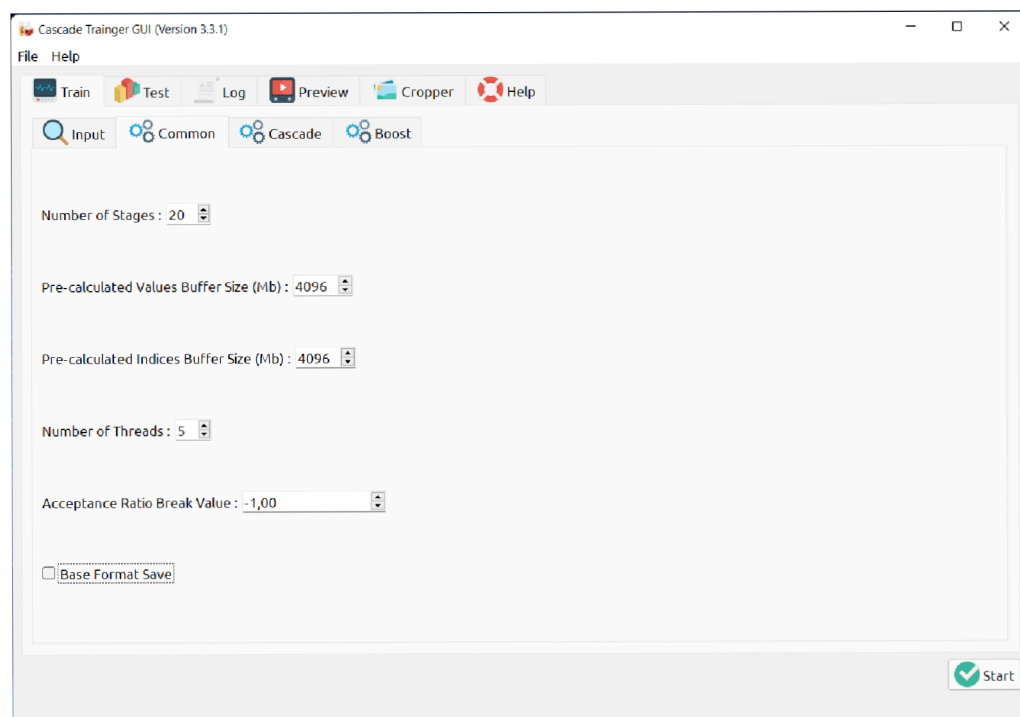 Cascade Trainger GUI (Version 3.3.1)
File Help
Train Test Log Preview Cropper Help
Input Common Cascade Boost
Number of Stages : 20
Pre-calculated Values Buffer Size (Mb) : 4096
Pre-calculated Indices Buffer Size (Mb) : 4096
Number of Threads : 5
Acceptance Ratio Break Value : -1,00
Base Format Save
Start